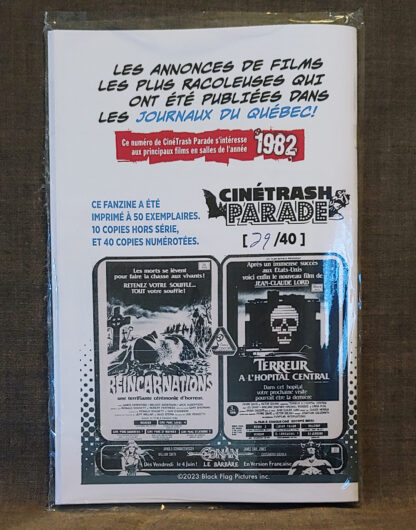 LES ANNONCES DE FILMS
LES PLUS RACOLEUSES QUI
ONT ÉTÉ PUBLIÉES DANS
LES JOURNAUX DU QUÉBEC!
Ce numéro de CinéTrash Parade s'intéresse
aux principaux films en salles de l'année
1982
CINÉTRASH
PARADE
CE FANZINE A ÉTÉ
IMPRIMÉ À 50 EXEMPLAIRES.
10 COPIES HORS SÉRIE,
ET 40 COPIES NUMÉROTÉES.
[29/40]
Les morts se lèvent
pour faire la chasse aux vivants!
RETENEZ VOTRE SOUFFLE...
TOUT votre souffle!
RÉINCARNATIONS
une terrifiante cérémonie d'horreur.
Après un immense succès
aux Etats-Unis
voici enfin le nouveau film de
JEAN-CLAUDE LORD
TERREUR
A L'HOPITAL CENTRAL
Dans cet hôpital
votre prochaine visite
pourrait être la dernière
Dès Vendredi le 4 Juin!
CONAN
LE BARBARE
En Version Française
©2023 Black Flag Pictures inc.